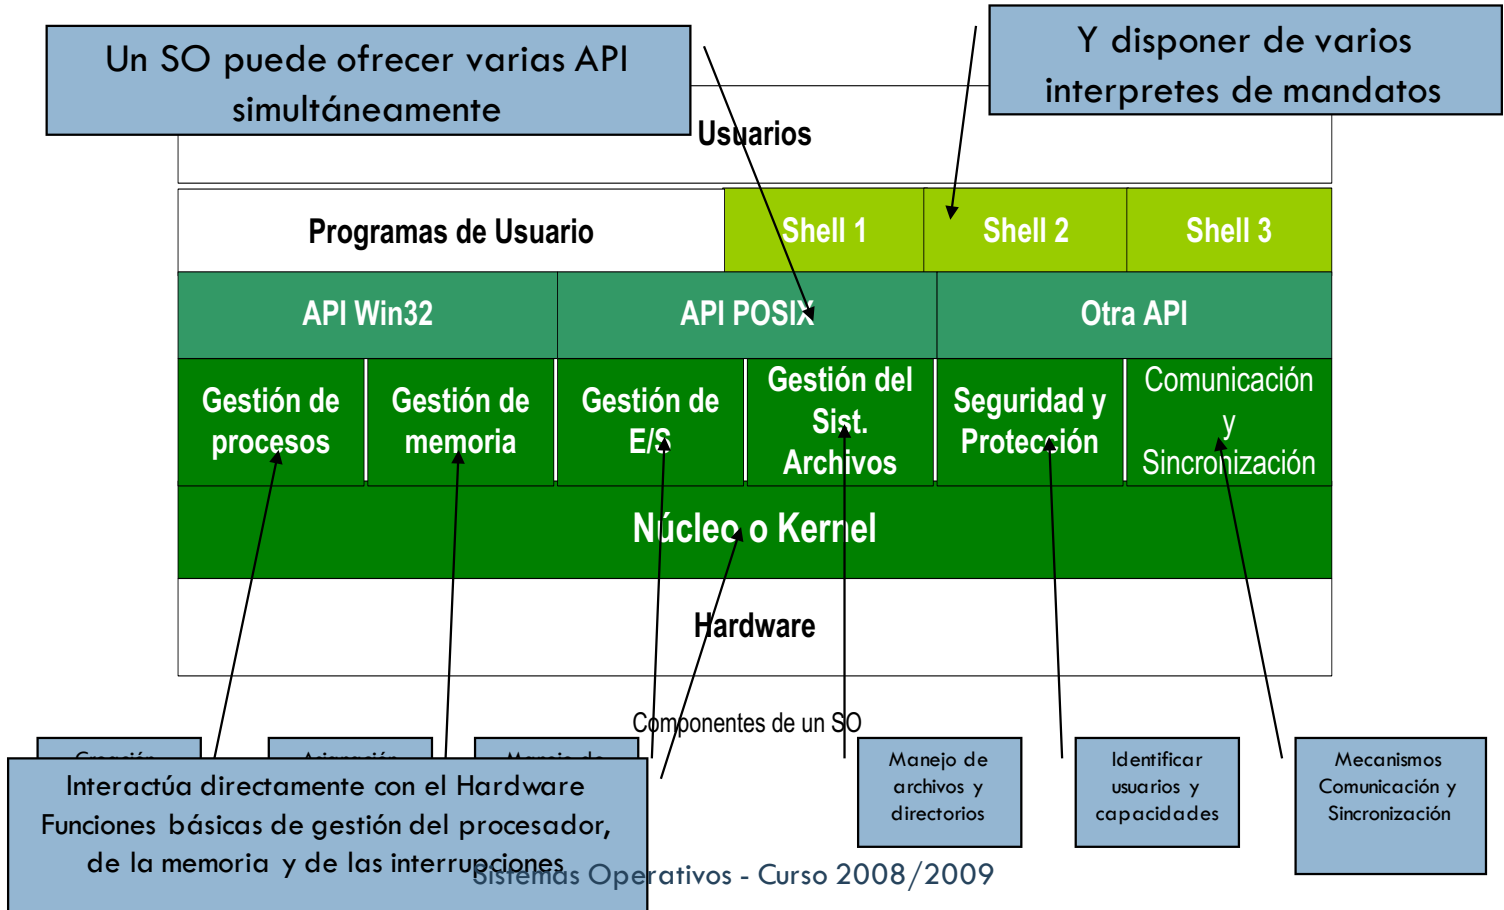 Un SO puede ofrecer varias API
simultáneamente
Y disponer de varios
interpretes de mandatos
Usuarios
Programas de Usuario
Shell 1
Shell 2
Shell 3
API Win32
API POSIX
Otra API
Gestión de
procesos
Gestión de
memoria
Gestión de
E/S
Gestión del
Sist.
Archivos
Seguridad y
Protección
Comunicación
y
Sincronización
Núcleo o Kernel
Hardware
Componentes de un SO
Creación
Asignación
Manejo de
Interactúa directamente con el Hardware
Funciones básicas de gestión del procesador,
de la memoria y de las interrupciones
Manejo de
archivos y
directorios
Identificar
usuarios y
capacidades
Mecanismos
Comunicación y
Sincronización
Sistemas Operativos - Curso 2008/2009